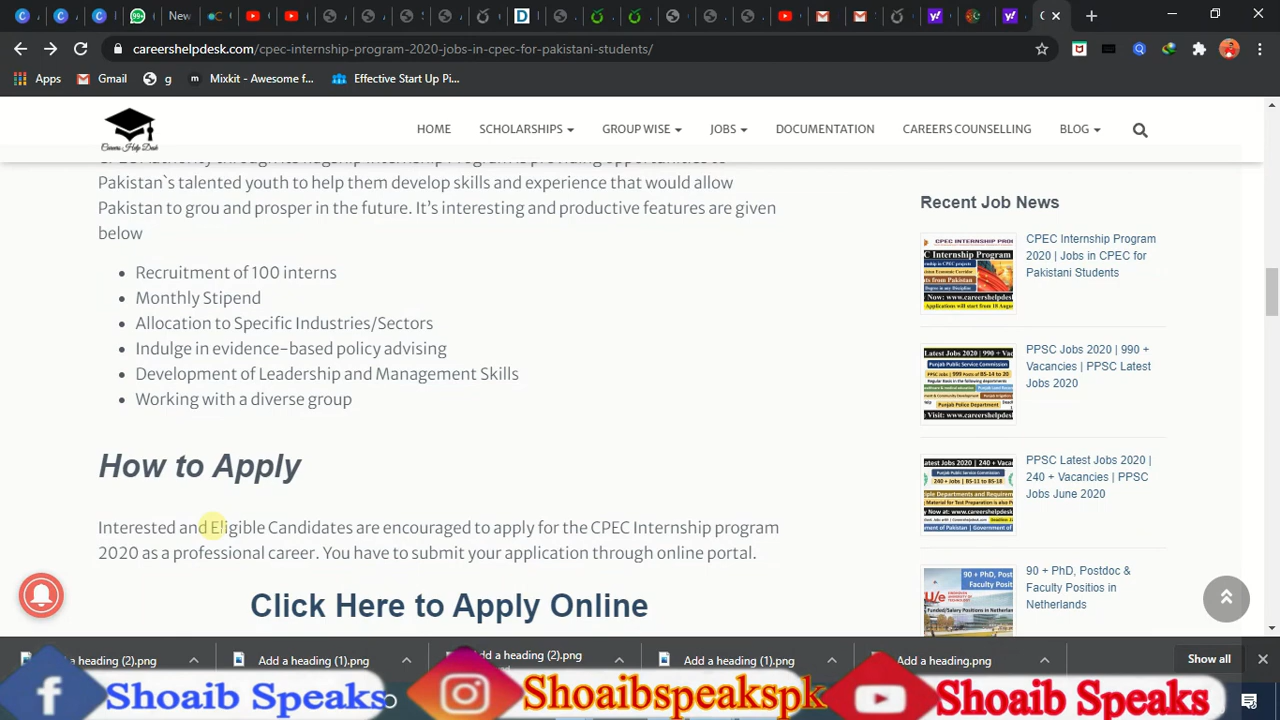 careershelpdesk.com/cpec-internship-program-2020-jobs-in-cpec-for-pakistani-students/
Apps
Mixkit - Awesome F...
Effective Start Up Pi...
Careers Help Desk
HOME
SCHOLARSHIPS
GROUP WISE
JOBS
DOCUMENTATION
CAREERS COUNSELLING
BLOG
Pakistan`s talented youth to help them develop skills and experience that would allow
Pakistan to grou and prosper in the future. It's interesting and productive features are given
below
Recruitment of 100 interns
Monthly Stipend
Allocation to Specific Industries/Sectors
Indulge in evidence-based policy advising
Development of Leadership and Management Skills
Working with a diverse group
How to Apply
Interested and Eligible Candidates are encouraged to apply for this CPEC Internship program
2020 as a professional career. You have to submit your application through online portal.
Click Here to Apply Online
Recent Job News
CPEC Internship Program
2020 | Jobs in CPEC for
Pakistani Students
PPSC Jobs 2020 | 990 +
Vacancies | PPSC Latest
Jobs 2020
PPSC Latest Jobs 2020 |
240 + Vacancies | PPSC
Jobs June 2020
90 + PhD, Postdoc &
Faculty Positios in
Netherlands
dd a heading (2).png
Add a heading (1).png
Add a heading.png
Show all
Shoaib Speaks
Shoaibspeakspk
Shoaib Speaks